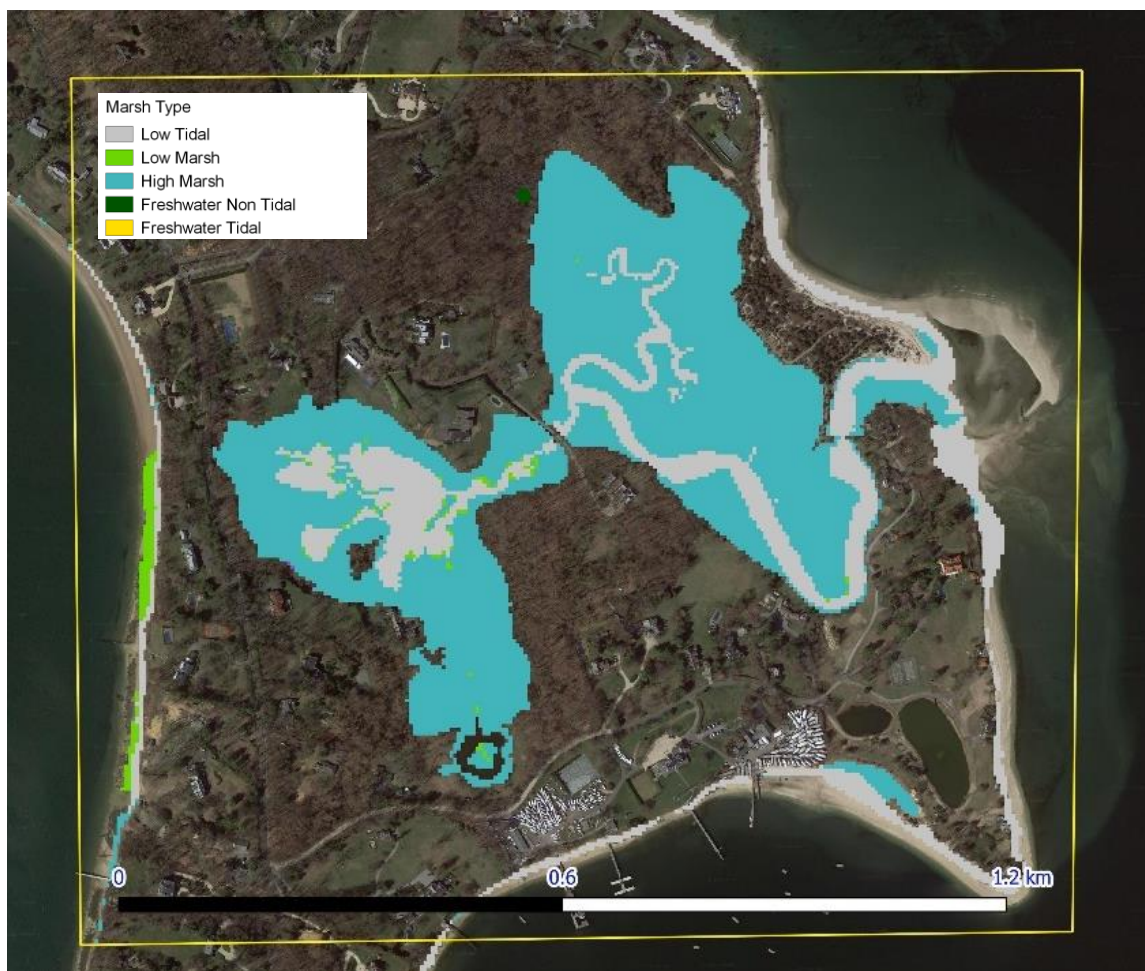 Marsh Type
Low Tidal
Low Marsh
High Marsh
Freshwater Non Tidal
Freshwater Tidal
0 0.6 1.2 km